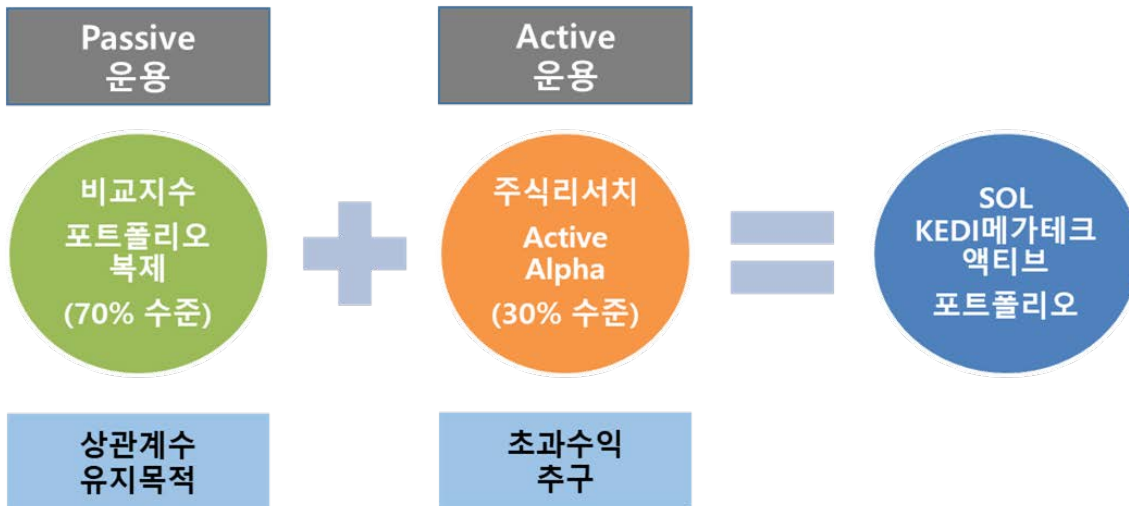 Passive
운용
Active
운용
비교지수
포트폴리오
복제
(70% 수준)
주식리서치
Active
Alpha
(30% 수준)
SOL
KEDI메가테크
액티브
포트폴리오
상관계수
유지목적
초과수익
추구